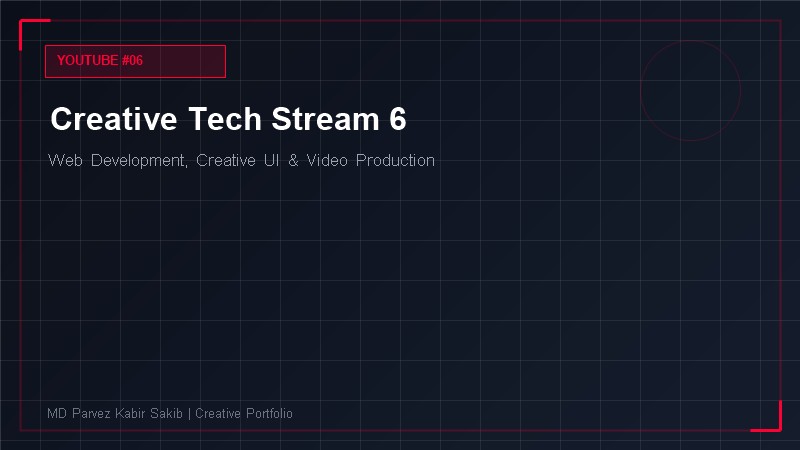 YOUTUBE #06
Creative Tech Stream 6
Web Development, Creative UI & Video Production
MD Parvez Kabir Sakib | Creative Portfolio